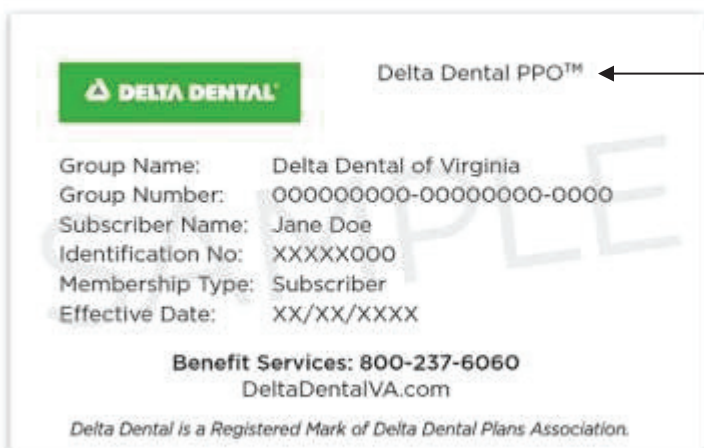 DELTA DENTAL®
Delta Dental PPO™
Group Name: Delta Dental of Virginia
Group Number: 000000000-00000000-0000
Subscriber Name: Jane Doe
Identification No: XXXXX000
Membership Type: Subscriber
Effective Date: XX/XX/XXXX
SAMPLE
Benefit Services: 800-237-6060
DeltaDentalVA.com
Delta Dental is a Registered Mark of Delta Dental Plans Association.